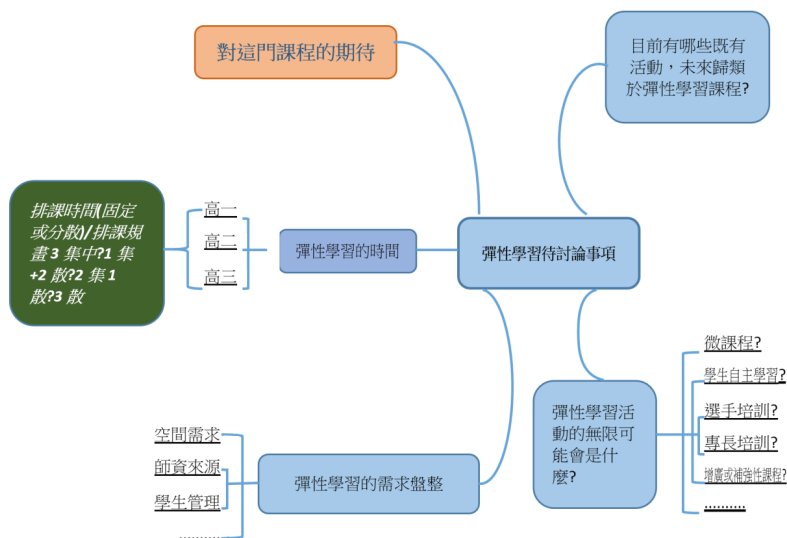 對這門課程的期待
目前有哪些既有
活動，未來歸類
於彈性學習課程?
排課時間(固定
或分散)/排課規
畫 3 集中?1 集
+2 散?2 集 1
散?3 散
高一
高二
高三
彈性學習的時間
彈性學習待討論事項
彈性學習活
動的無限可
能會是什
麼?
微課程?
學生自主學習?
選手培訓?
專長培訓?
增廣或補強性課程?
..........
空間需求
師資來源
學生管理
..........
彈性學習的需求盤整